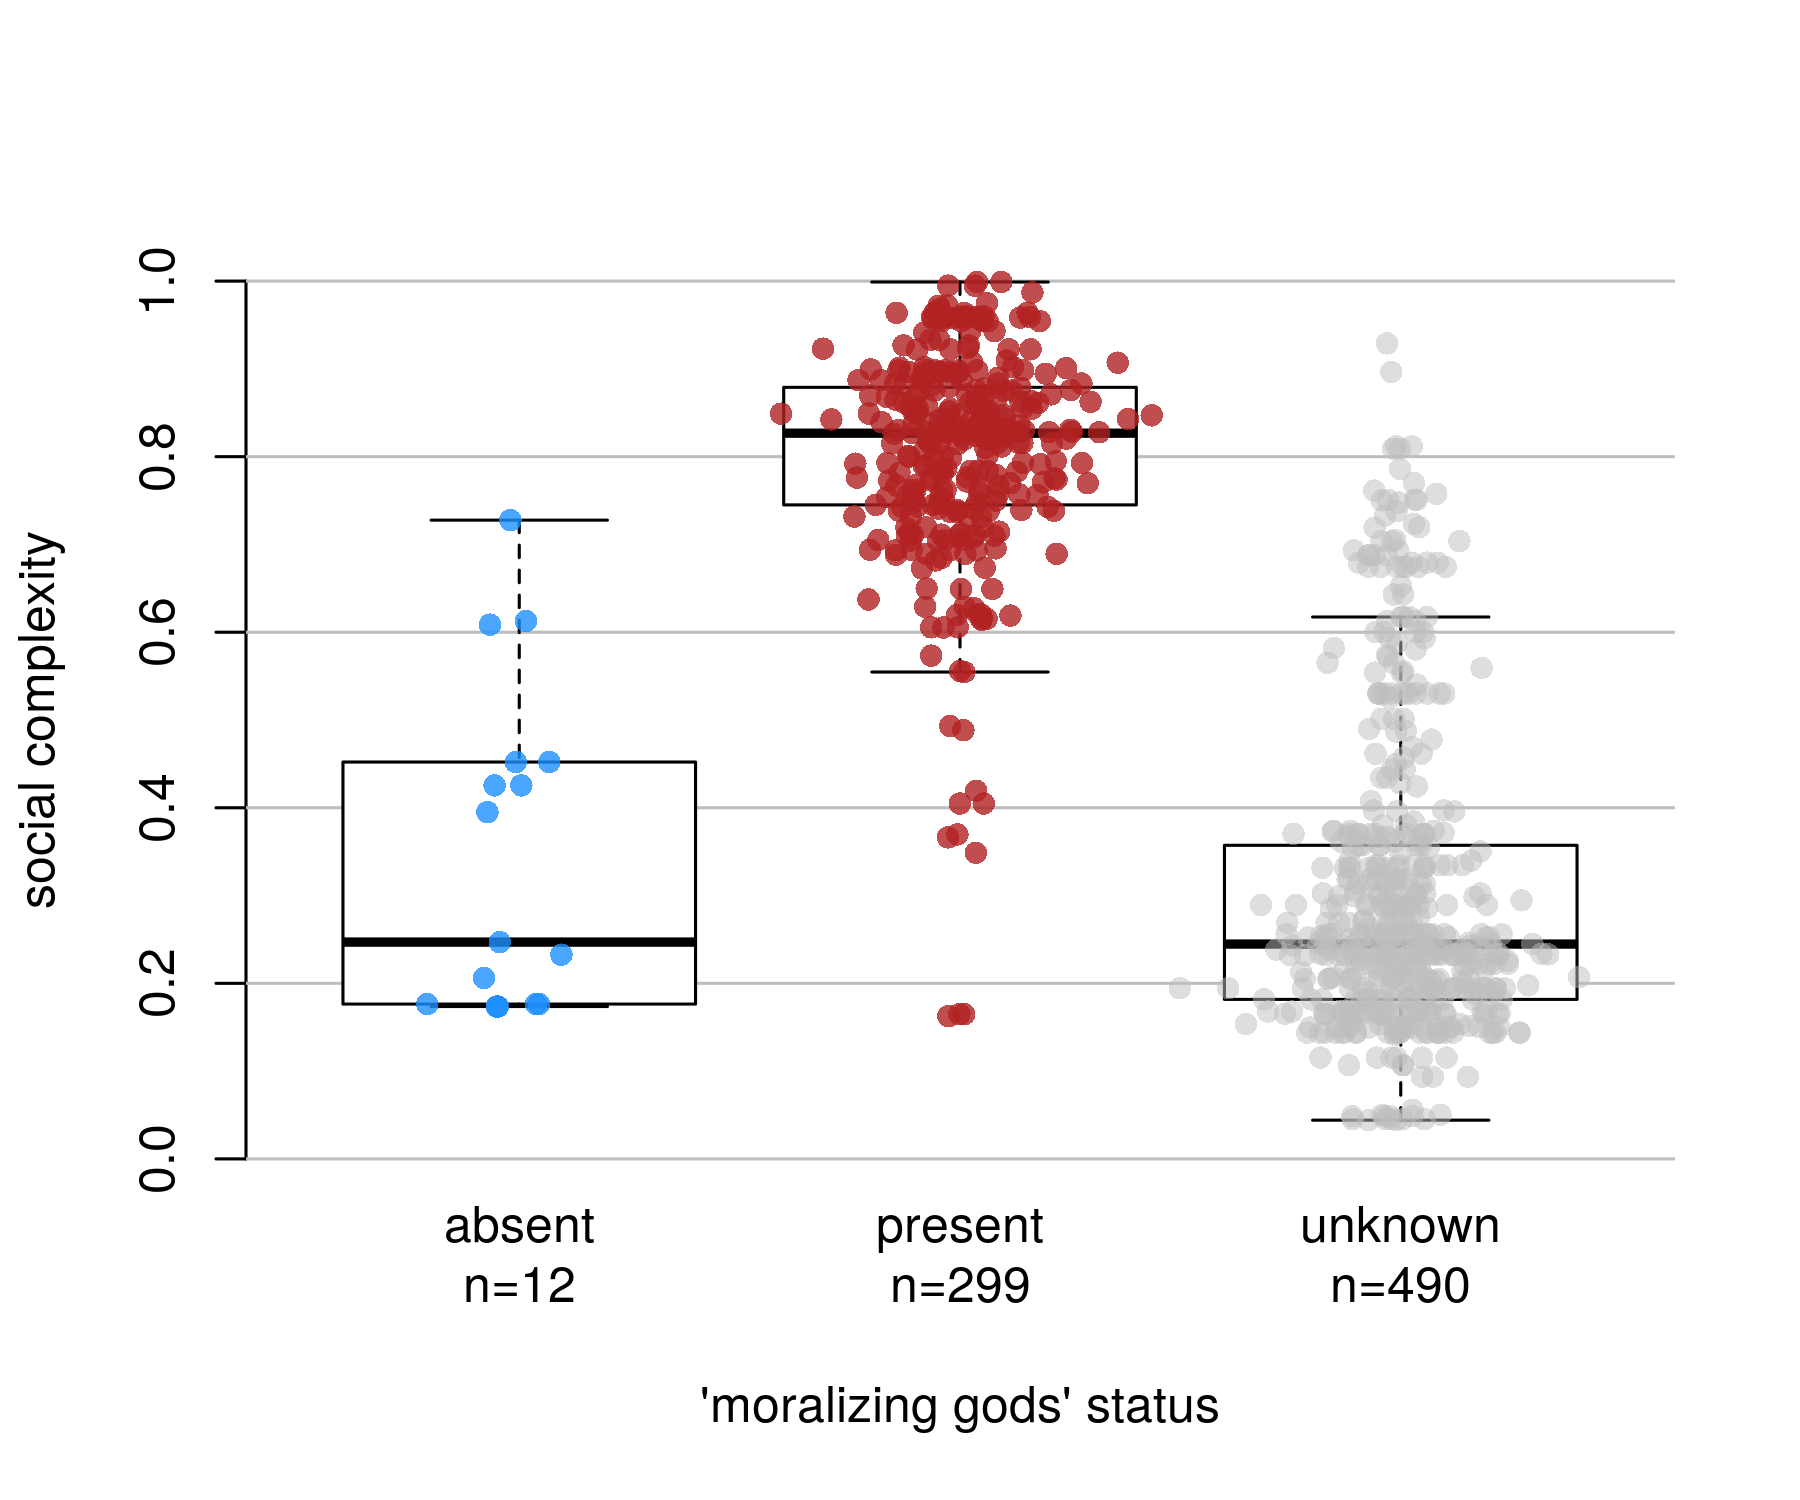 social complexity
1.0
0.8
0.6
0.4
0.2
0.0
absent present unknown
n=12 n=299 n=490
'moralizing gods' status